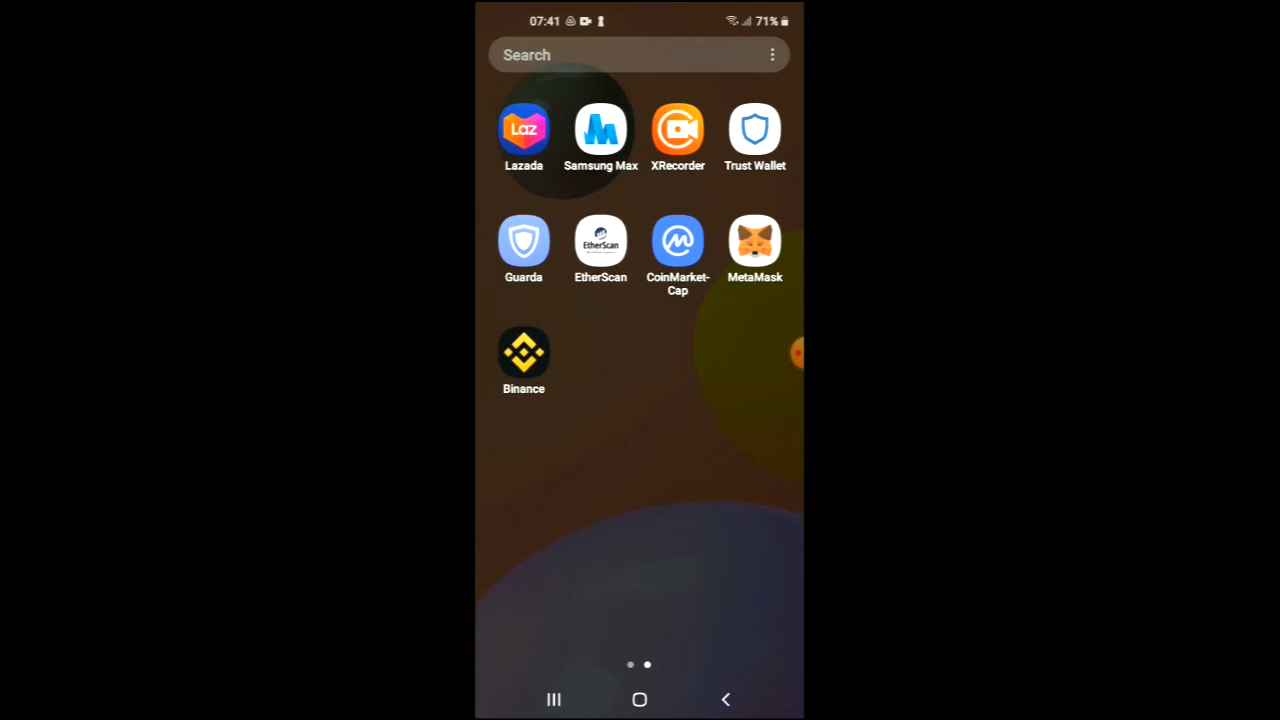 07:41 71%
Search
Laz
Lazada Samsung Max XRecorder Trust Wallet
EtherScan
Guarda EtherScan CoinMarket- MetaMask
Cap
Binance